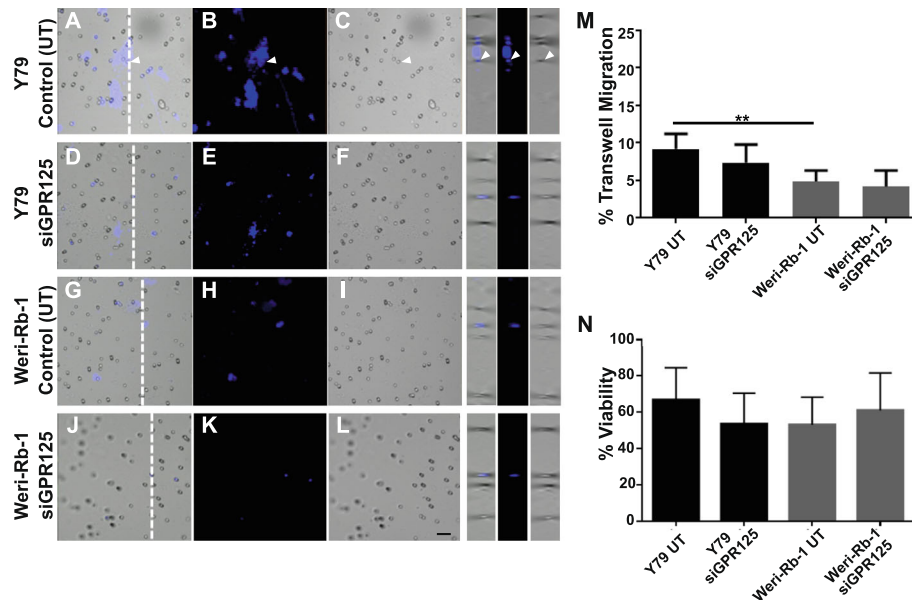 A B C
Y79
Control (UT)
D E F
Y79
siGPR125
G H I
Weri-Rb-1
Control (UT)
J K L
Weri-Rb-1
siGPR125
M
% Transwell Migration
25
20
15
10
5
0
**
Y79 UT
Y79
siGPR125
Weri-Rb-1 UT
Weri-Rb-1
siGPR125
N
% Viability
100
80
60
40
20
0
Y79 UT
Y79
siGPR125
Weri-Rb-1 UT
Weri-Rb-1
siGPR125